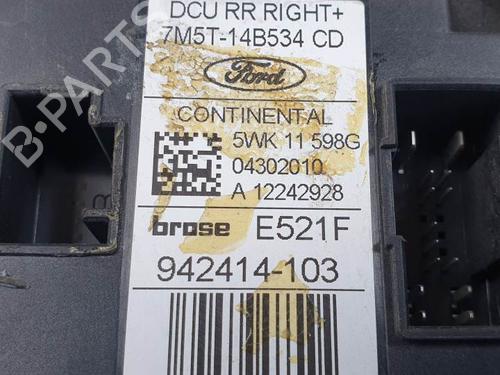 DCU RR RIGHT+
7M5T-14B534 CD
Ford
CONTINENTAL
5WK 11 598G
04302010
A 12242928
brose E521F
942414-103
B-PARTS